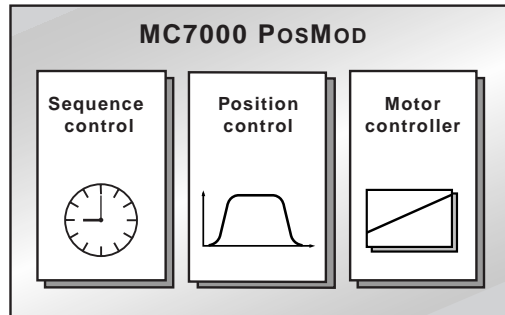 MC7000 POSMOD
Sequence
control
Position
control
Motor
controller